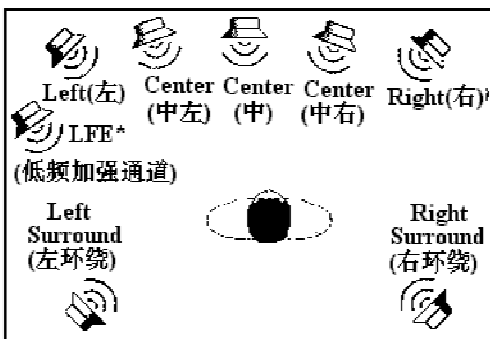 Left(左)
Center
(中左)
Center
(中)
Center
(中右)
Right(右)
LFE*
(低频加强通道)
Left
Surround
(左环绕)
Right
Surround
(右环绕)